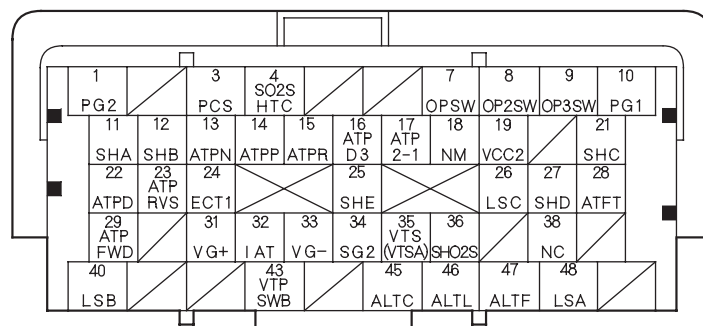 1 3 4 7 8 9 10
PG2 PCS SO2S HTC OPSW OP2SW OP3SW PG1
11 12 13 14 15 16 17 18 19 21
SHA SHB ATPN ATPP ATPR ATP D3 ATP 2-1 NM VCC2 SHC
22 23 24 25 26 27 28
ATPD ATP RVS ECT1 SHE LSC SHD ATFT
29 31 32 33 34 35 36 38
ATP FWD VG+ IAT VG- SG2 VTS (VTSA) SHO2S NC
40 43 45 46 47 48
LSB VTP SWB ALTC ALTL ALTF LSA